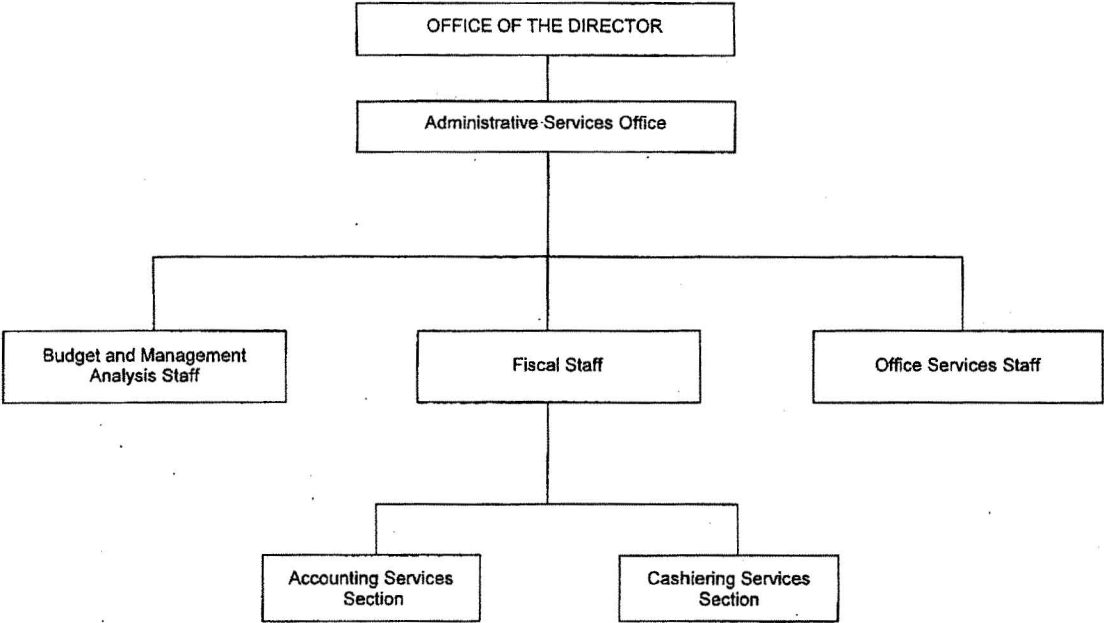 OFFICE OF THE DIRECTOR
Administrative Services Office
Budget and Management
Analysis Staff
Fiscal Staff
Office Services Staff
Accounting Services
Section
Cashiering Services
Section